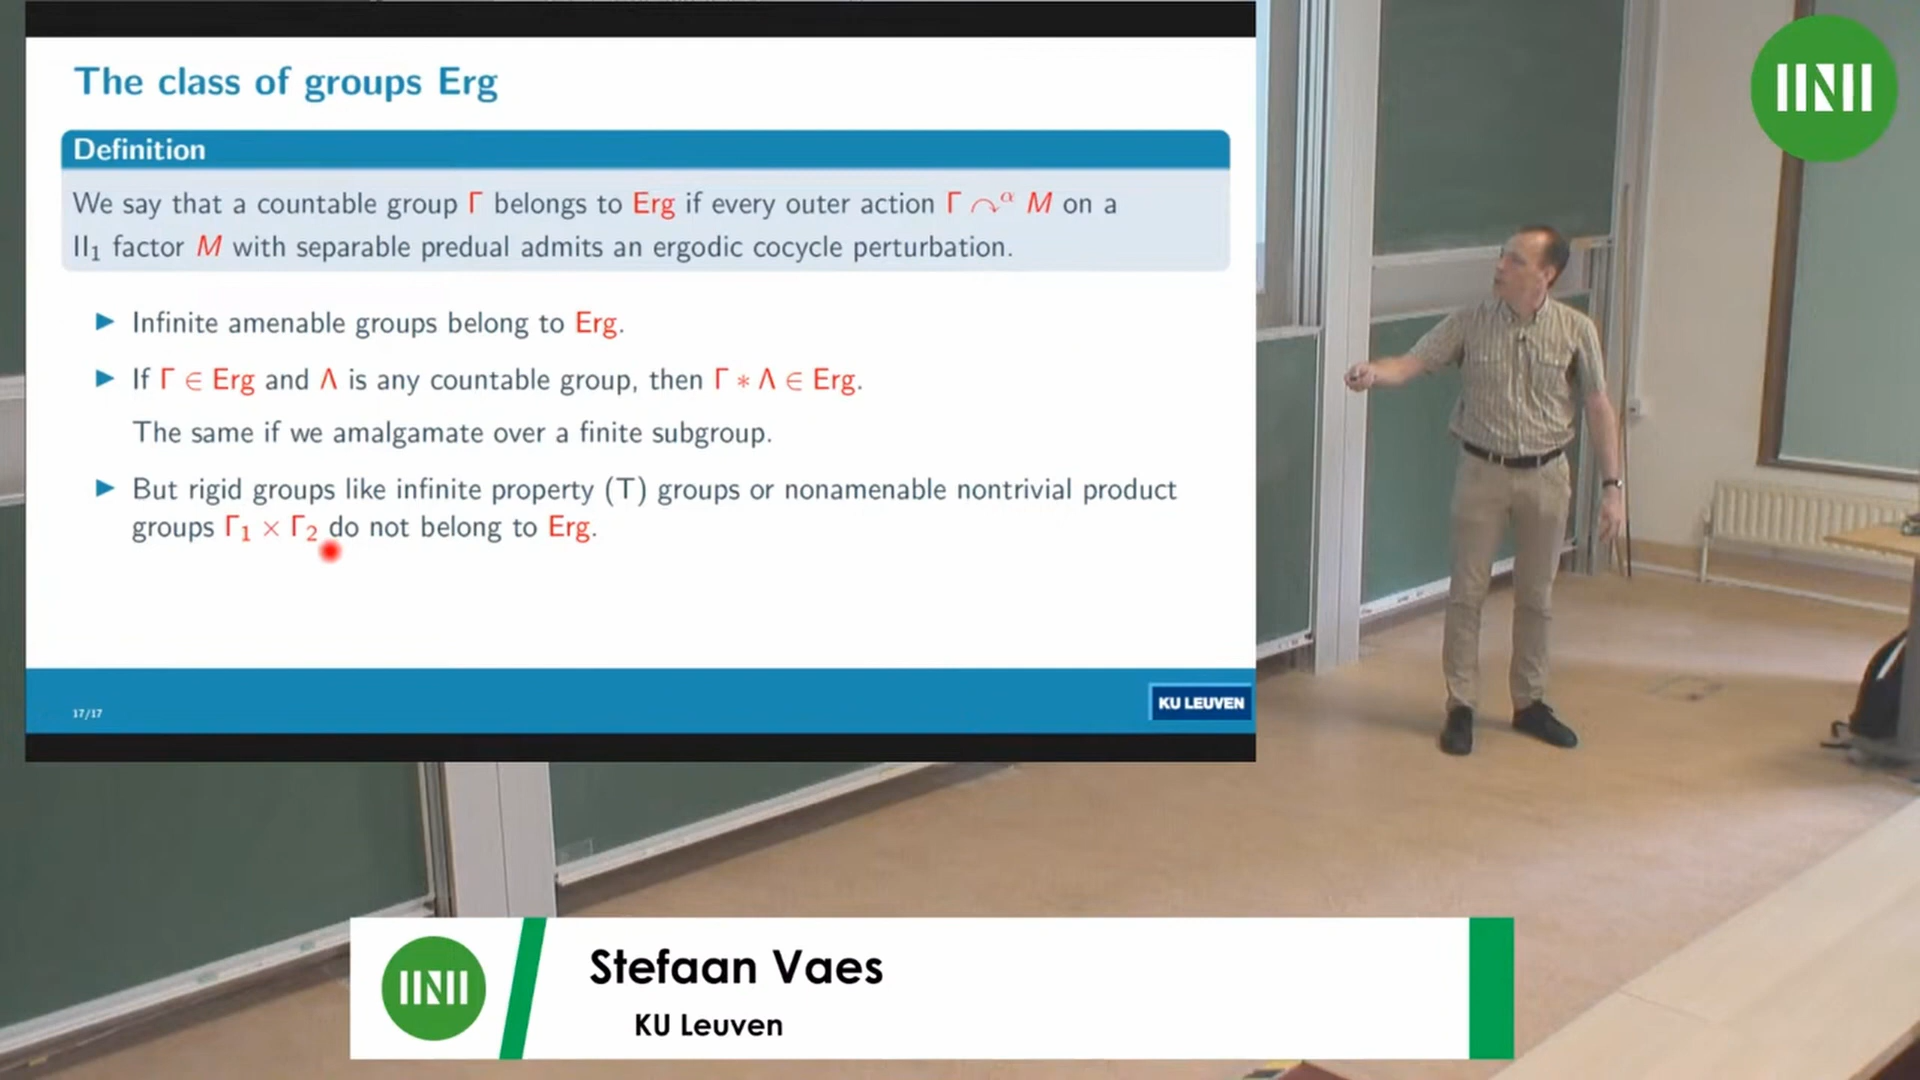 The class of groups Erg
Definition
We say that a countable group Γ belongs to Erg if every outer action Γ ↷^α M on a
II₁ factor M with separable predual admits an ergodic cocycle perturbation.
▶ Infinite amenable groups belong to Erg.
▶ If Γ ∈ Erg and Λ is any countable group, then Γ ∗ Λ ∈ Erg.
The same if we amalgamate over a finite subgroup.
▶ But rigid groups like infinite property (T) groups or nonamenable nontrivial product
groups Γ₁ × Γ₂ do not belong to Erg.
17/17
KU LEUVEN
Stefaan Vaes
KU Leuven